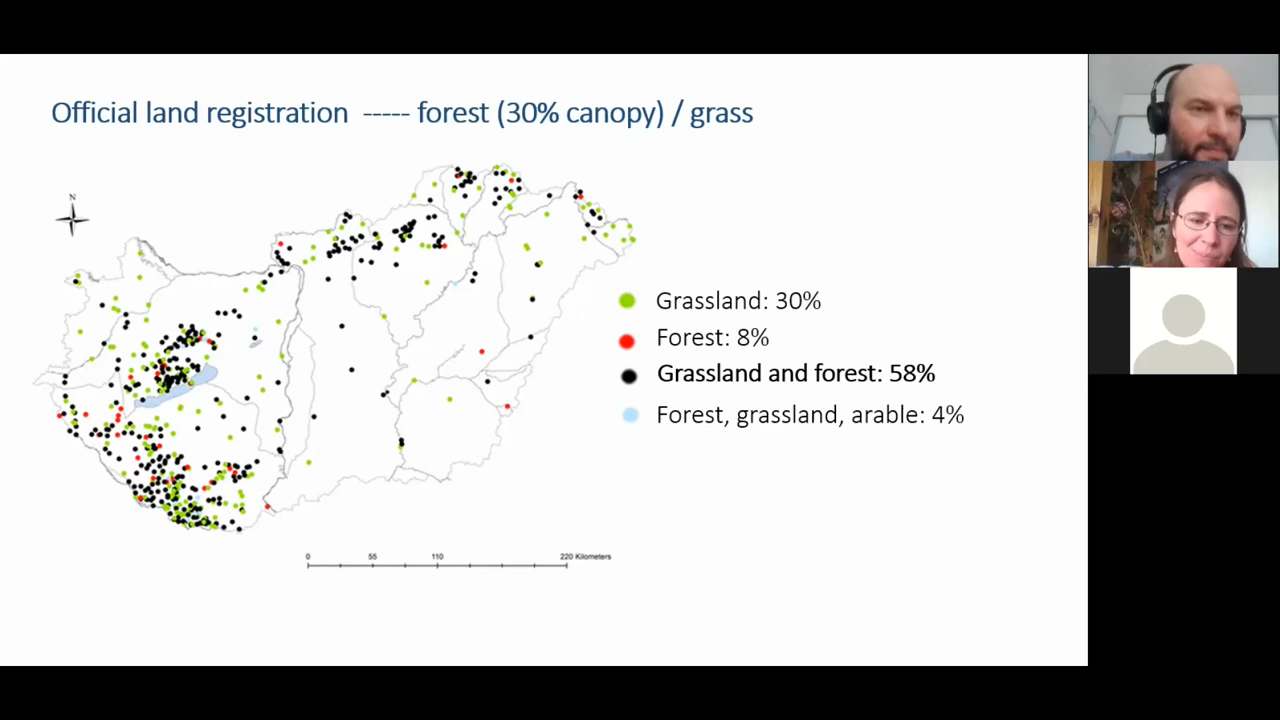 Official land registration ----- forest (30% canopy) / grass
N
Grassland: 30%
Forest: 8%
Grassland and forest: 58%
Forest, grassland, arable: 4%
0 55 110 220 Kilometers